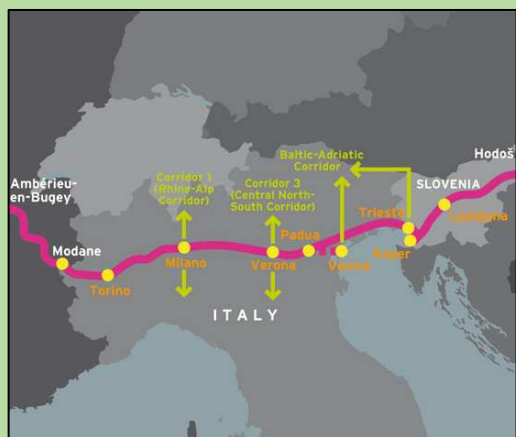 Ambérieu-
en-Bugey
Modane
Torino
Corridor 1
(Rhine-Alp
Corridor)
Milano
Corridor 3
(Central North-
South Corridor)
Verona
Padua
Baltic-Adriatic
Corridor
Venice
Trieste
Koper
SLOVENIA
Ljubljana
Hodoš
ITALY